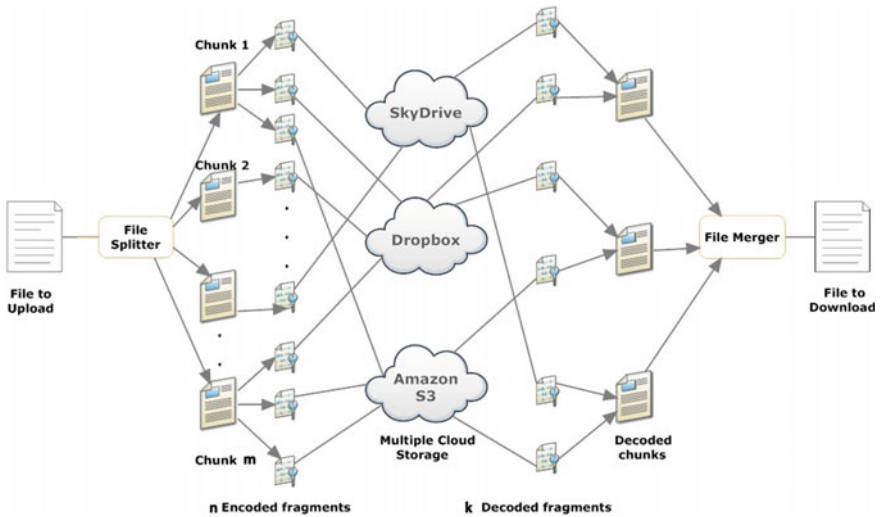 Chunk 1
SkyDrive
Chunk 2
File
Splitter
Dropbox
File Merger
File to
Upload
File to
Download
Amazon
S3
Multiple Cloud
Storage
Decoded
chunks
Chunk m
n Encoded fragments
k Decoded fragments